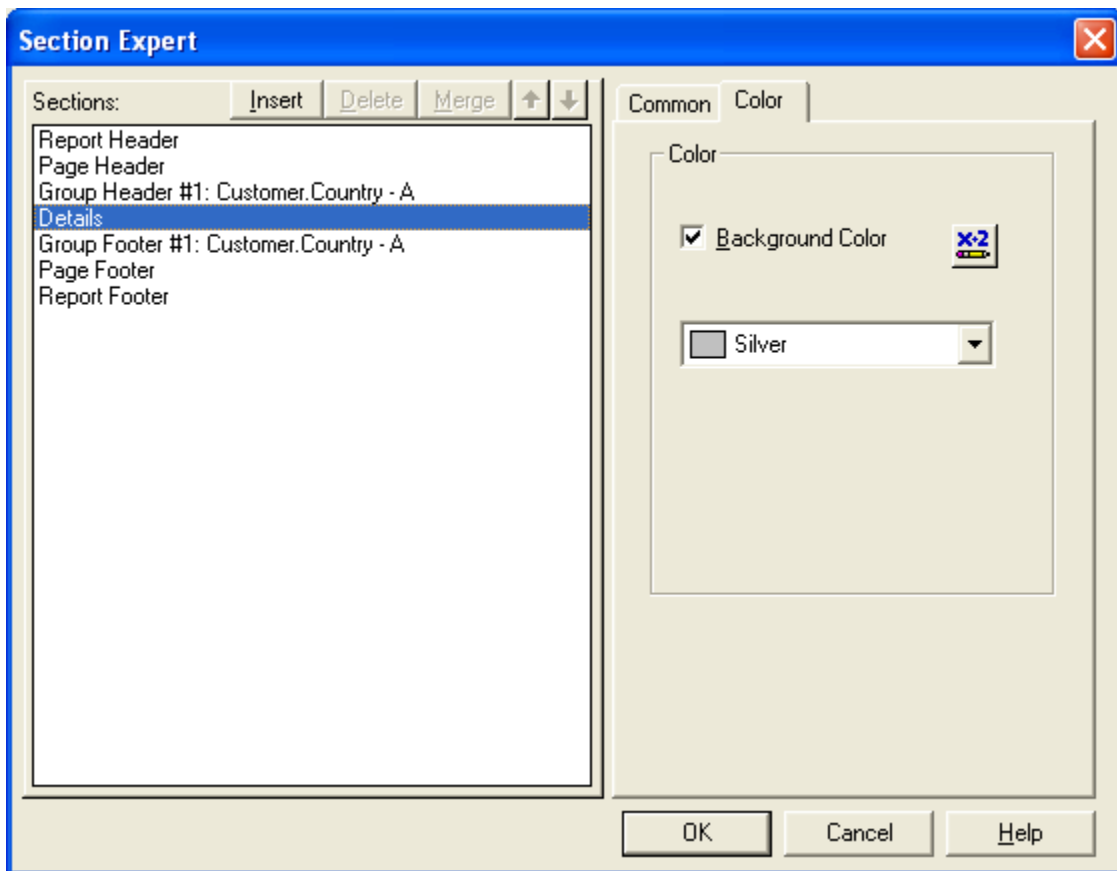 Section Expert
Sections: Insert Delete Merge
Common Color
Report Header
Page Header
Group Header #1: Customer.Country - A
Details
Group Footer #1: Customer.Country - A
Page Footer
Report Footer
Color
Background Color X+2
Silver
OK Cancel Help